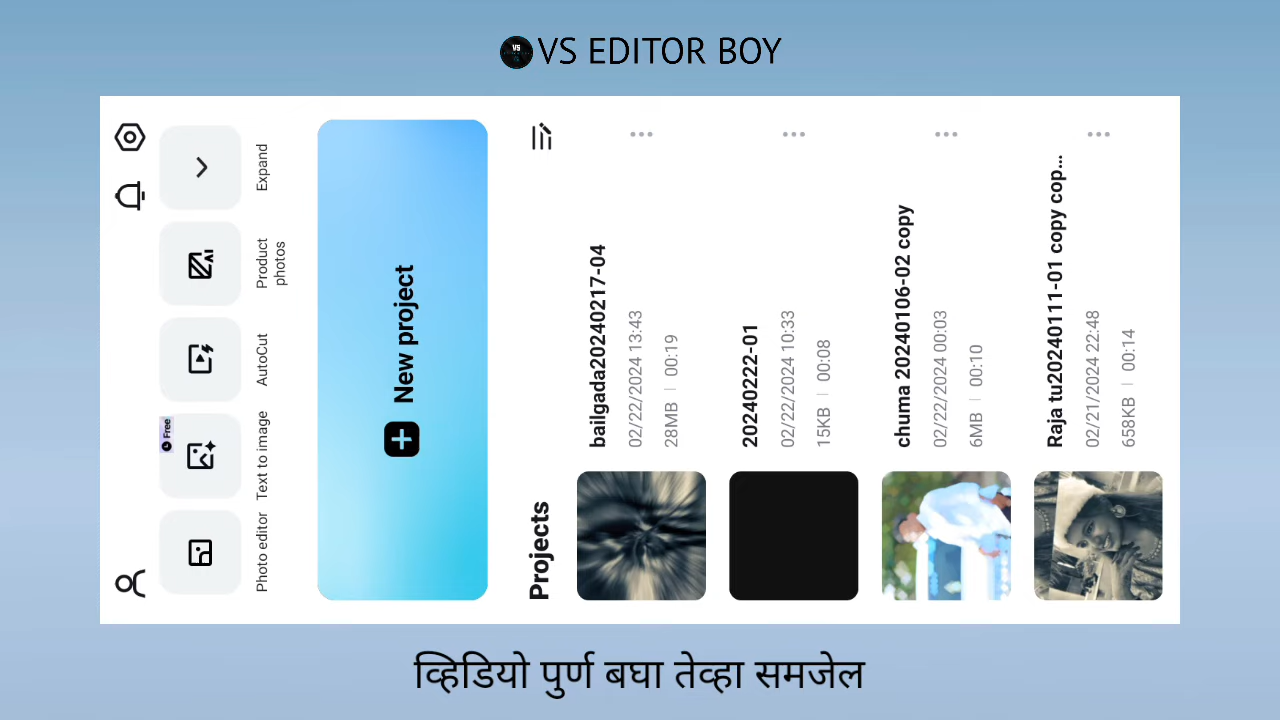 VS EDITOR BOY
Photo editor
Free
Text to image
AutoCut
Product
photos
Expand
New project
Projects
bailgada20240217-04
02/22/2024 13:43
28MB | 00:19
20240222-01
02/22/2024 10:33
15KB | 00:08
chuma 20240106-02 copy
02/22/2024 00:03
6MB | 00:10
Raja tu20240111-01 copy cop...
02/21/2024 22:48
658KB | 00:14
व्हिडियो पुर्ण बघा तेव्हा समजेल